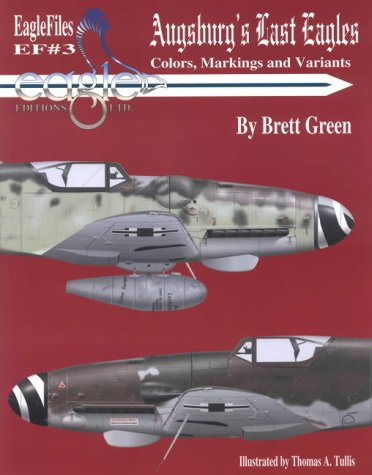 EagleFiles
EF#3
eagle
EDITIONS LTD.
Augsburg's Last Eagles
Colors, Markings and Variants
By Brett Green
Illustrated by Thomas A. Tullis